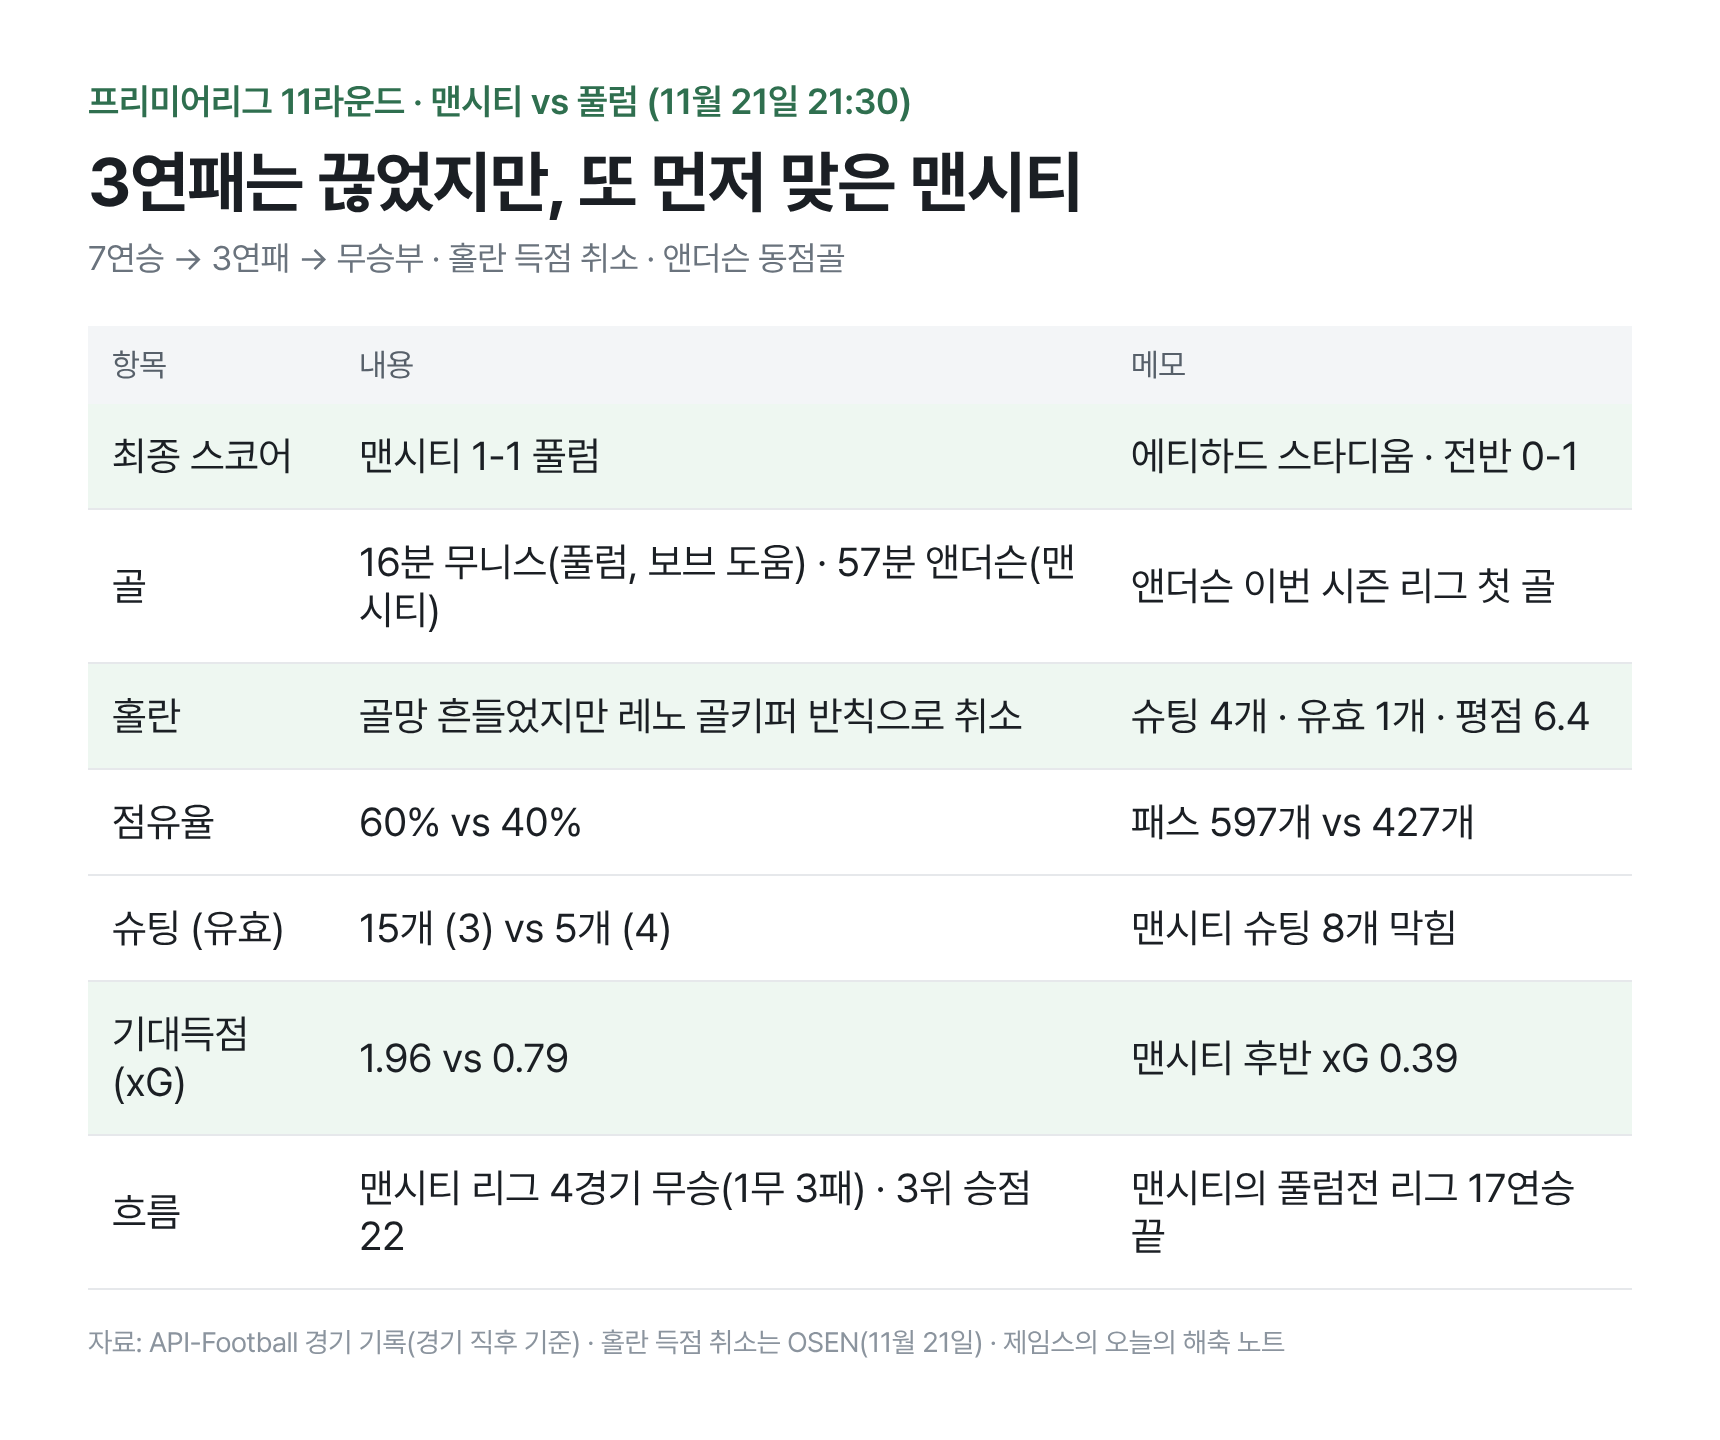 프리미어리그 11라운드 · 맨시티 vs 풀럼 (11월 21일 21:30)
3연패는 끊었지만, 또 먼저 맞은 맨시티
7연승 → 3연패 → 무승부 · 홀란 득점 취소 · 앤더슨 동점골
항목 내용 메모
최종 스코어 맨시티 1-1 풀럼 에티하드 스타디움 · 전반 0-1
골 16분 무니스(풀럼, 보브 도움) · 57분 앤더슨(맨
시티) 앤더슨 이번 시즌 리그 첫 골
홀란 골망 흔들었지만 레노 골키퍼 반칙으로 취소 슈팅 4개 · 유효 1개 · 평점 6.4
점유율 60% vs 40% 패스 597개 vs 427개
슈팅 (유효) 15개 (3) vs 5개 (4) 맨시티 슈팅 8개 막힘
기대득점
(xG) 1.96 vs 0.79 맨시티 후반 xG 0.39
흐름 맨시티 리그 4경기 무승(1무 3패) · 3위 승점
22 맨시티의 풀럼전 리그 17연승
끝
자료: API-Football 경기 기록(경기 직후 기준) · 홀란 득점 취소는 OSEN(11월 21일) · 제임스의 오늘의 해축 노트